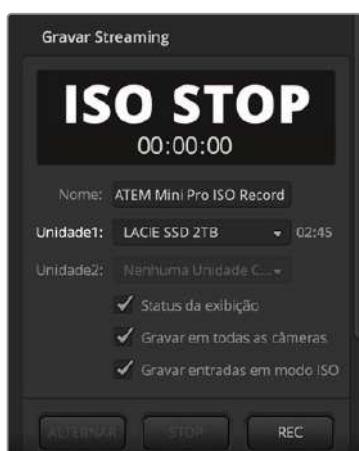 Gravar Streaming
ISO STOP
00:00:00
Nome: ATEM Mini Pro ISO Record
Unidade1: LACIE SSD 2TB 02:45
Unidade2: Nenhuma Unidade C...
Status da exibição
Gravar em todas as câmeras
Gravar entradas em modo ISO
ALTERNAR STOP REC